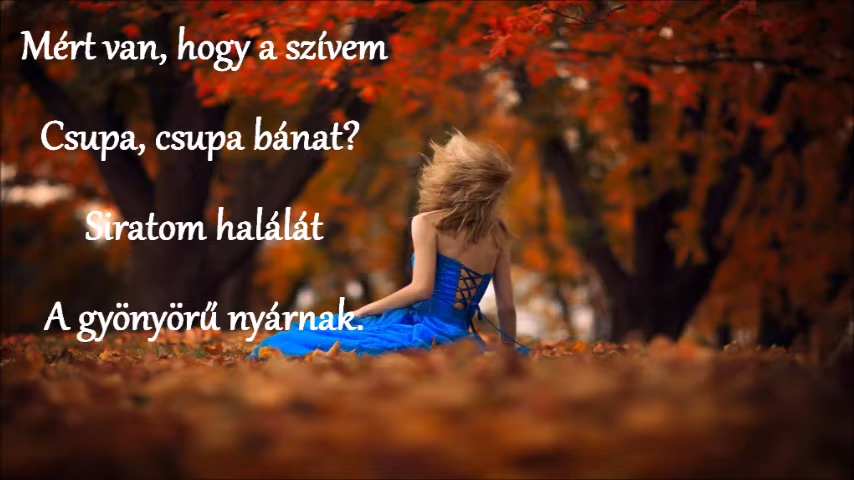 Mért van, hogy a szívem
Csupa, csupa bánat?
Siratom halálát
A gyönyörű nyárnak.